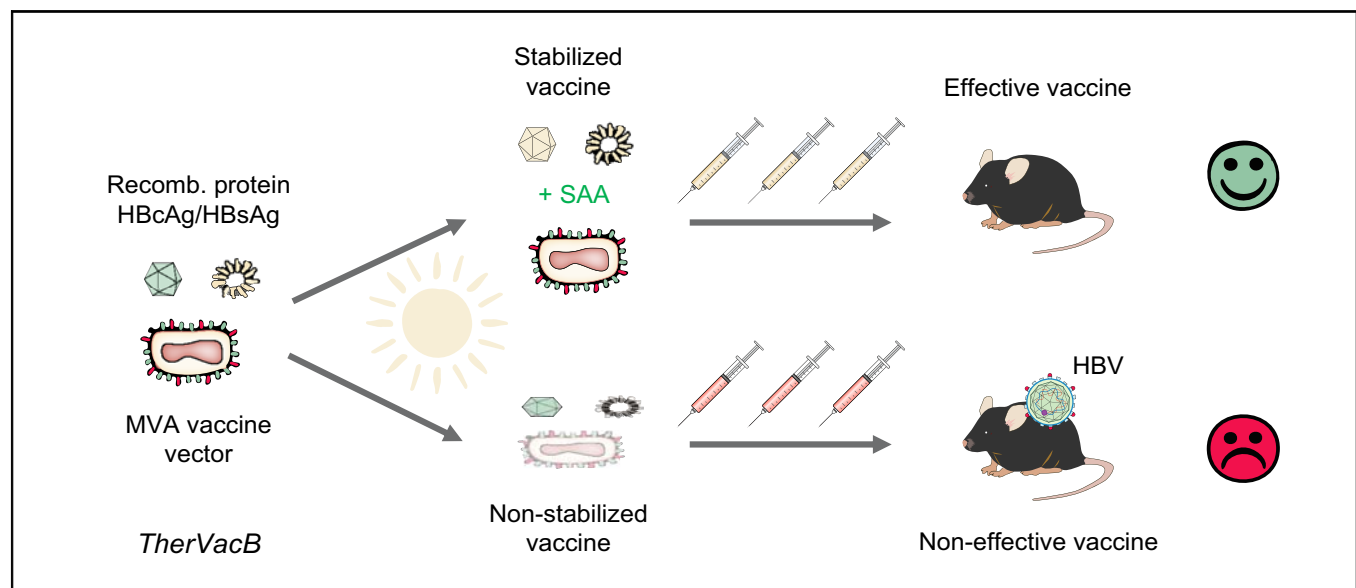 Stabilized
vaccine
Effective vaccine
Recomb. protein
HBcAg/HBsAg
+ SAA
HBV
MVA vaccine
vector
Non-stabilized
vaccine
TherVacB
Non-effective vaccine